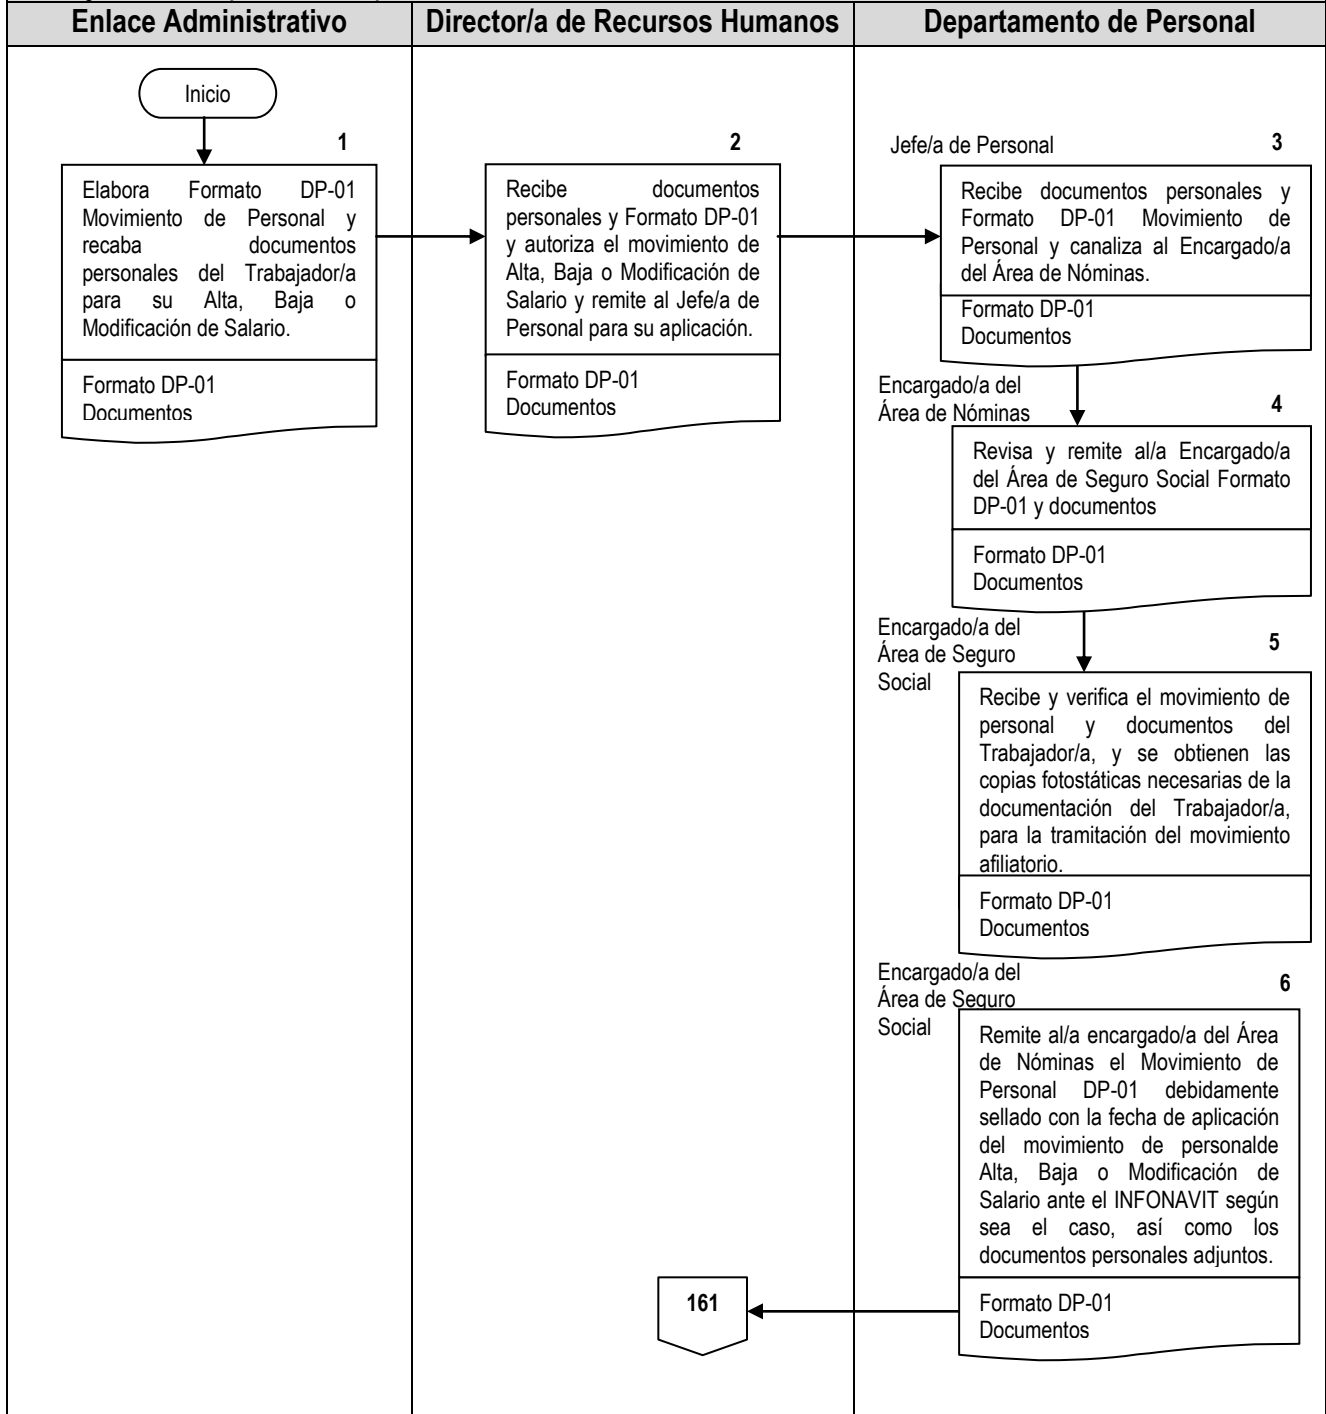 Enlace Administrativo
Director/a de Recursos Humanos
Departamento de Personal
Inicio
1
Elabora Formato DP-01
Movimiento de Personal y
recaba documentos
personales del Trabajador/a
para su Alta, Baja o
Modificación de Salario.
Formato DP-01
Documentos
2
Recibe documentos
personales y Formato DP-01
y autoriza el movimiento de
Alta, Baja o Modificación de
Salario y remite al Jefe/a de
Personal para su aplicación.
Formato DP-01
Documentos
Jefe/a de Personal
3
Recibe documentos personales y
Formato DP-01 Movimiento de
Personal y canaliza al Encargado/a
del Área de Nóminas.
Formato DP-01
Documentos
Encargado/a del
Área de Nóminas
4
Revisa y remite al/a Encargado/a
del Área de Seguro Social Formato
DP-01 y documentos
Formato DP-01
Documentos
Encargado/a del
Área de Seguro
Social
5
Recibe y verifica el movimiento de
personal y documentos del
Trabajador/a, y se obtienen las
copias fotostáticas necesarias de la
documentación del Trabajador/a,
para la tramitación del movimiento
afiliatorio.
Formato DP-01
Documentos
Encargado/a del
Área de Seguro
Social
6
Remite al/a encargado/a del Área
de Nóminas el Movimiento de
Personal DP-01 debidamente
sellado con la fecha de aplicación
del movimiento de personalde
Alta, Baja o Modificación de
Salario ante el INFONAVIT según
sea el caso, así como los
documentos personales adjuntos.
Formato DP-01
Documentos
161